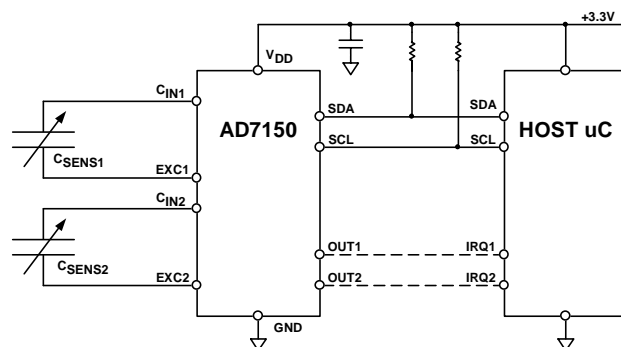 +3.3V
VDD
CIN1
SDA
SDA
AD7150
HOST uC
SCL
SCL
CSENS1
EXC1
CIN2
OUT1
IRQ1
CSENS2
EXC2
OUT2
IRQ2
GND